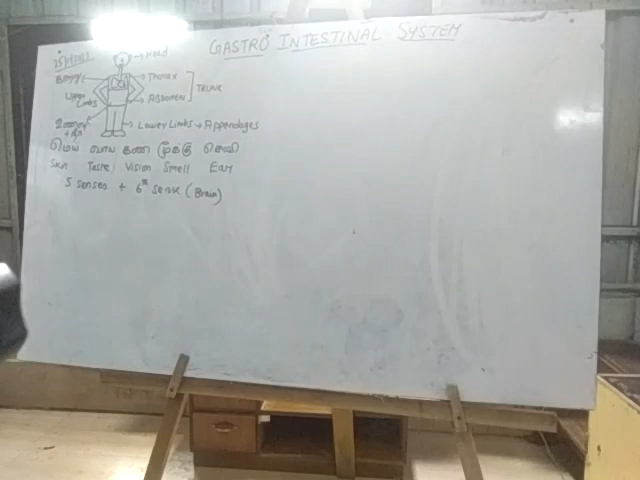 GASTRO INTESTINAL SYSTEM
Head
Thorax
TRUNK
Upper Limbs
ABDOMEN
Lower Limbs → Appendages
மெய் வாய் கண் மூக்கு செவி
Skin Taste Vision Smell Ear
5 senses + 6th sense (Brain)